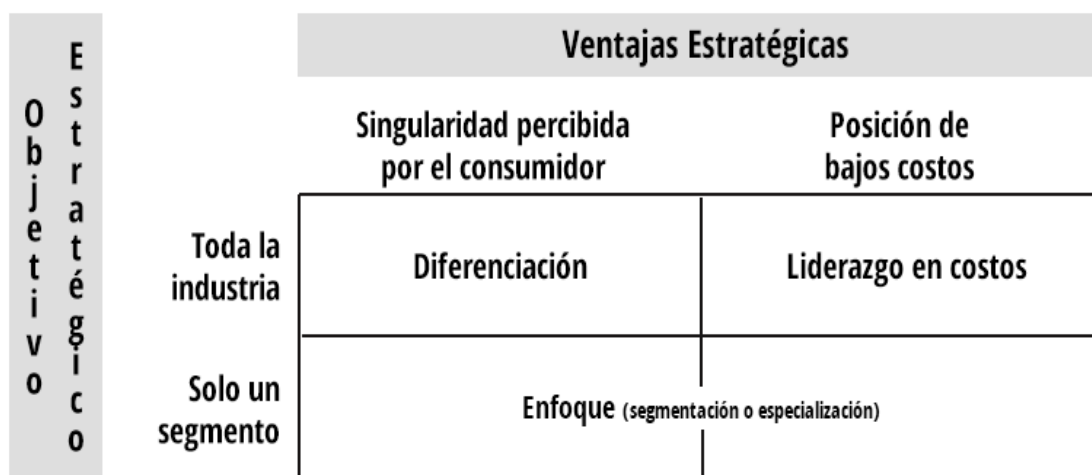 Objetivo
Estratégico
Ventajas Estratégicas
Singularidad percibida
por el consumidor
Posición de
bajos costos
Toda la
industria
Diferenciación
Liderazgo en costos
Solo un
segmento
Enfoque (segmentación o especialización)